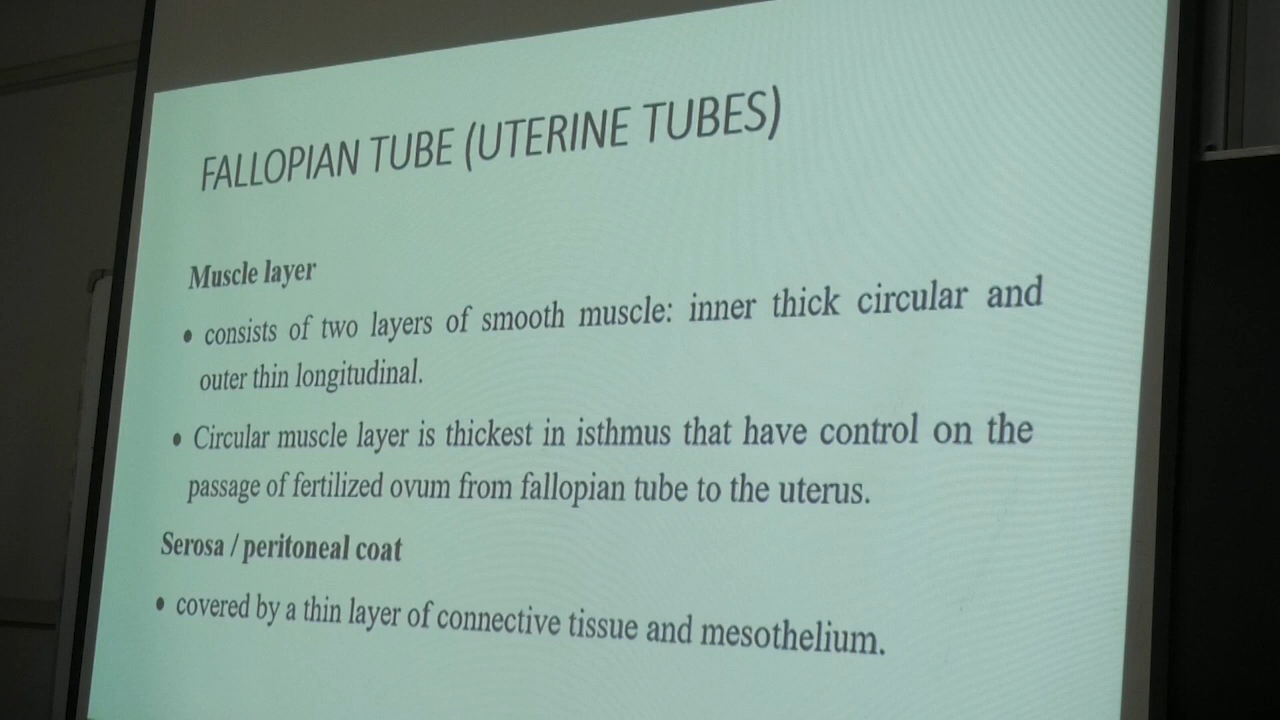 FALLOPIAN TUBE (UTERINE TUBES)
Muscle layer
• consists of two layers of smooth muscle: inner thick circular and
outer thin longitudinal.
• Circular muscle layer is thickest in isthmus that have control on the
passage of fertilized ovum from fallopian tube to the uterus.
Serosa / peritoneal coat
• covered by a thin layer of connective tissue and mesothelium.